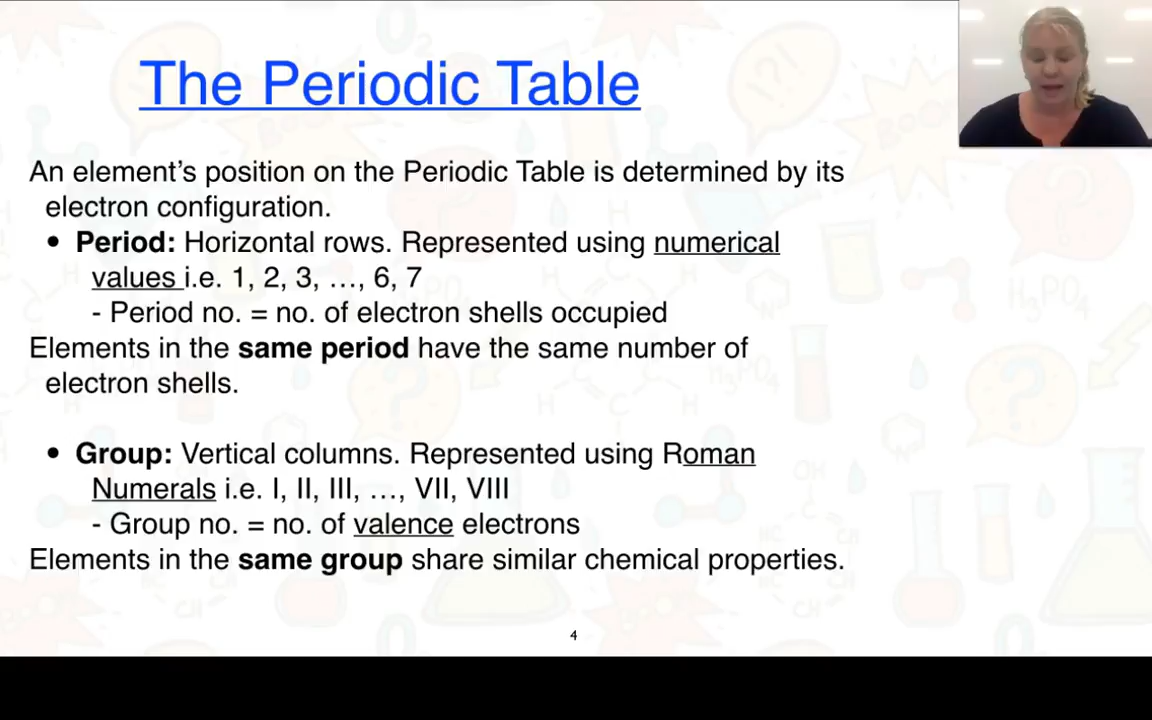 The Periodic Table
An element's position on the Periodic Table is determined by its
electron configuration.
• Period: Horizontal rows. Represented using numerical
values i.e. 1, 2, 3, …, 6, 7
- Period no. = no. of electron shells occupied
Elements in the same period have the same number of
electron shells.
• Group: Vertical columns. Represented using Roman
Numerals i.e. I, II, III, …, VII, VIII
- Group no. = no. of valence electrons
Elements in the same group share similar chemical properties.
4